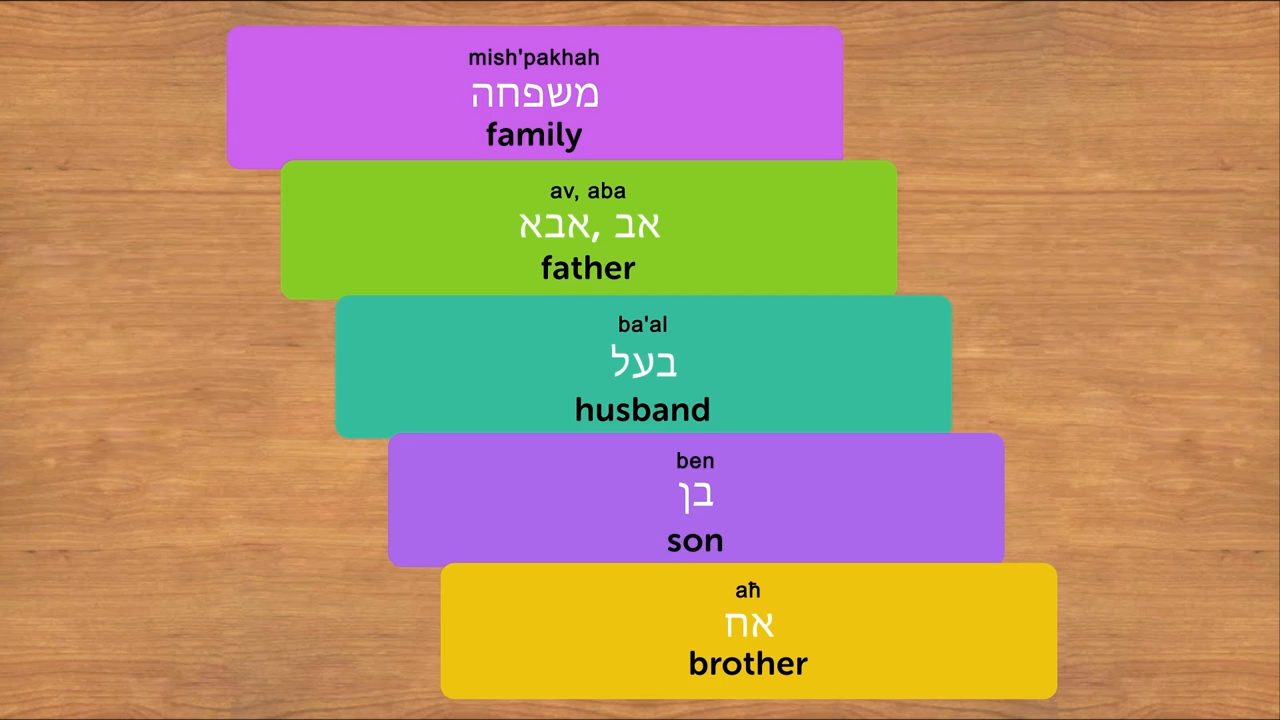 mish'pakhah
משפחה
family
av, aba
אב ,אבא
father
ba'al
בעל
husband
ben
בן
son
aħ
אח
brother